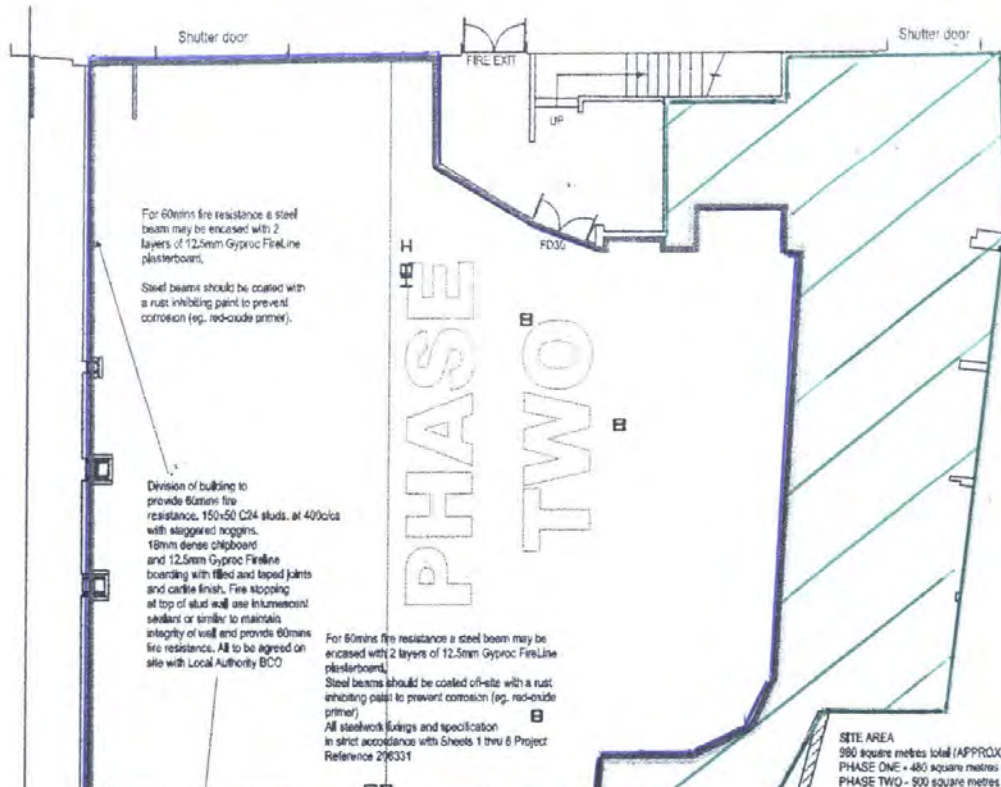 Shutter door
Shutter door
FIRE EXIT
UP
For 60mins fire resistance a steel
beam may be encased with 2
layers of 12.5mm Gyproc FireLine
plasterboard.
Steel beams should be coated with
a rust inhibiting paint to prevent
corrosion (eg. red-oxide primer).
FD30
PHASE
TWO
Division of building to
provide 60mins fire
resistance. 150x50 C24 studs. at 400c/cs
with staggered noggins.
18mm dense chipboard
and 12.5mm Gyproc Fireline
boarding with filled and taped joints
and carlite finish. Fire stopping
at top of stud wall use intumescent
sealant or similar to maintain
integrity of wall and provide 60mins
fire resistance. All to be agreed on
site with Local Authority BCO
For 60mins fire resistance a steel beam may be
encased with 2 layers of 12.5mm Gyproc FireLine
plasterboard.
Steel beams should be coated off-site with a rust
inhibiting paint to prevent corrosion (eg. red-oxide
primer)
All steelwork fixings and specification
in strict accordance with Sheets 1 thru 6 Project
Reference
SITE AREA
980 square metres total (APPROX
PHASE ONE - 480 square metres
PHASE TWO - 500 square metres